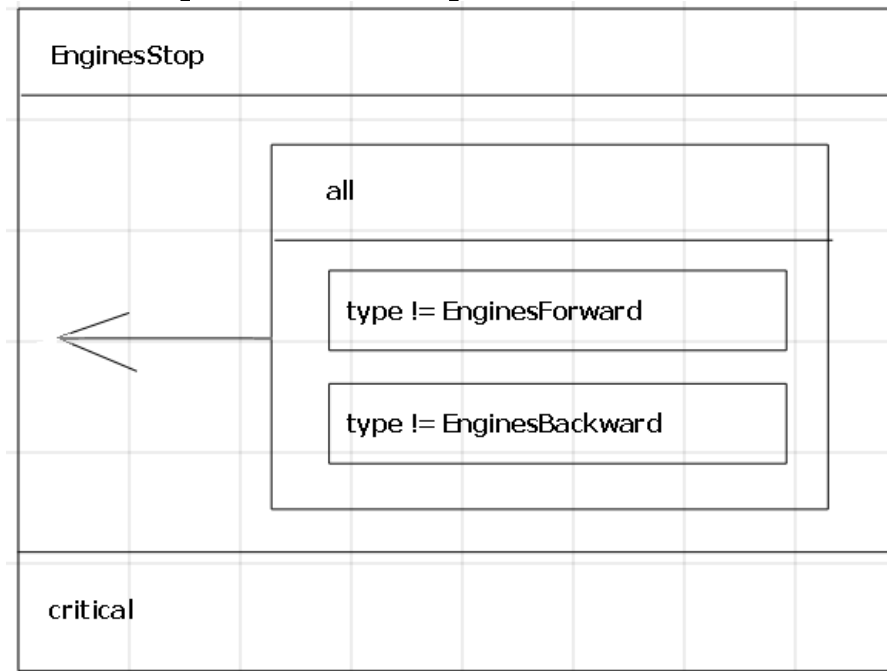 EnginesStop
all
type != EnginesForward
type != EnginesBackward
critical